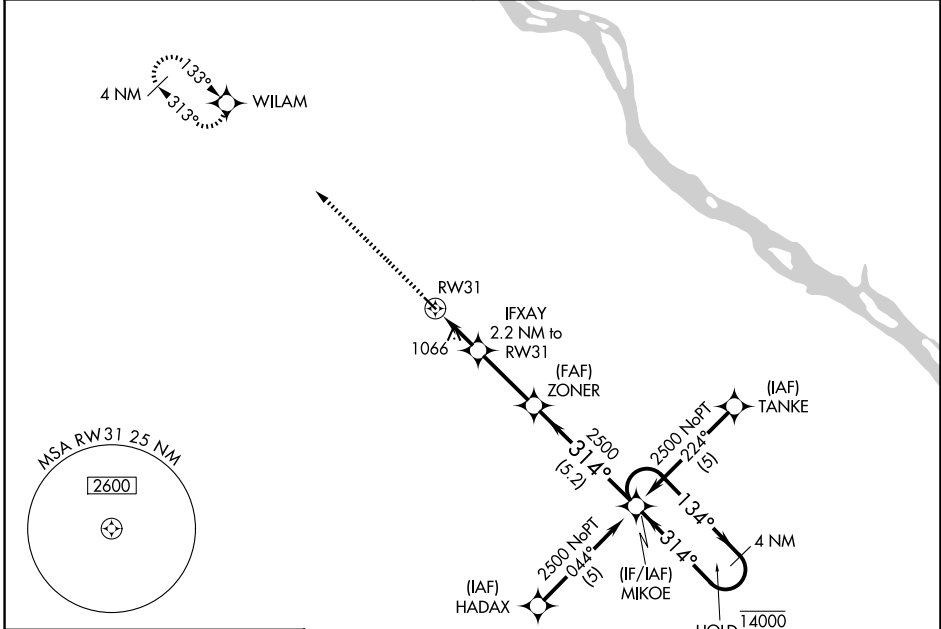 133°
4 NM
313°
WILAM
RW31
IFXAY
2.2 NM to
RW31
1066
(FAF)
ZONER
(IAF)
TANKE
2500 NoPT
224°
(5)
2500
314°
(5.2)
134°
314°
4 NM
MSA RW31 25 NM
2600
2500 NoPT
044°
(5)
(IF/IAF)
MIKOE
(IAF)
HADAX
HOLD
14000